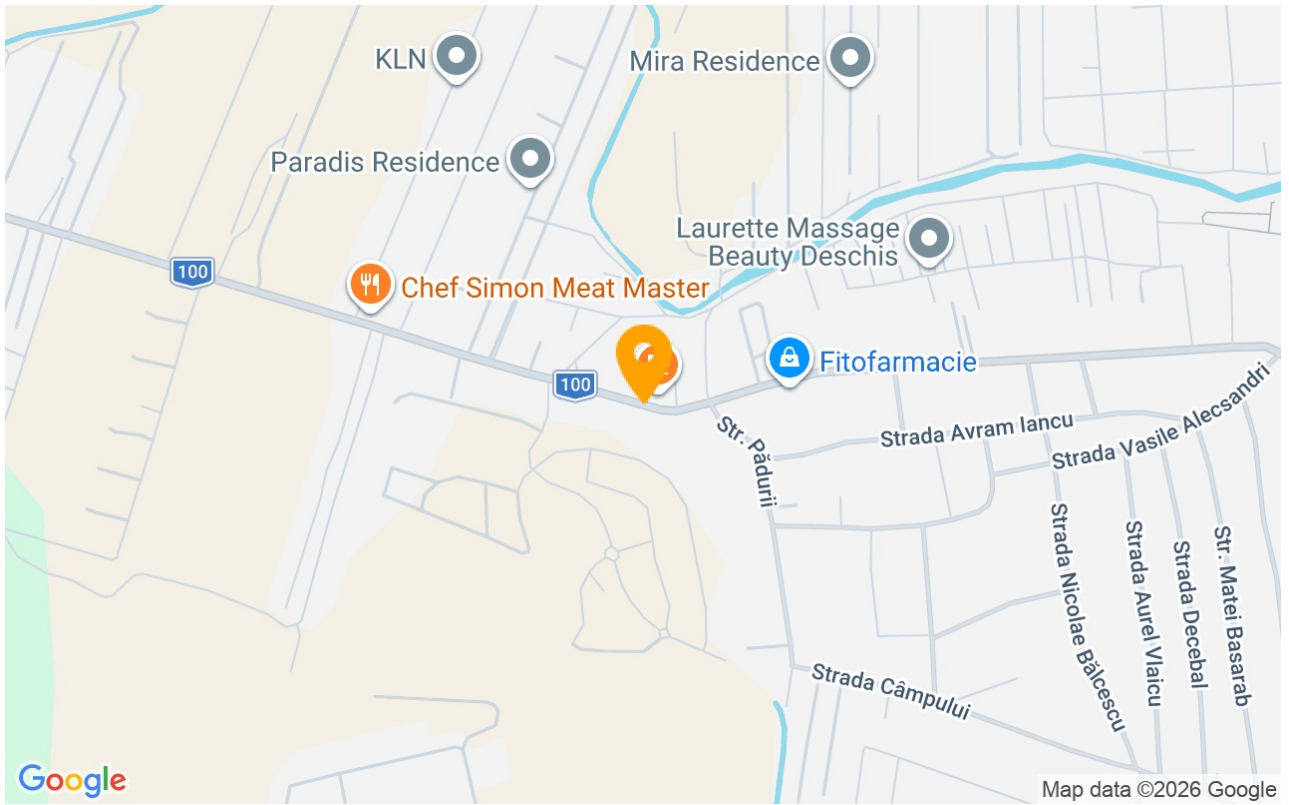 KLN
Mira Residence
Paradis Residence
Laurette Massage
Beauty Deschis
100
Chef Simon Meat Master
100
Fitofarmacie
Str. Pădurii
Strada Avram Iancu
Strada Vasile Alecsandri
Strada Nicolae Bălcescu
Strada Aurel Vlaicu
Strada Decebal
Str. Matei Basarab
Strada Câmpului
Google
Map data ©2026 Google